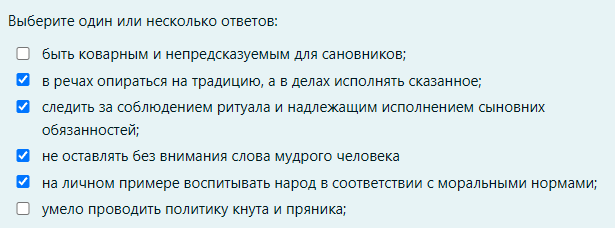 Выберите один или несколько ответов:
быть коварным и непредсказуемым для сановников;
в речах опираться на традицию, а в делах исполнять сказанное;
следить за соблюдением ритуала и надлежащим исполнением сыновних
обязанностей;
не оставлять без внимания слова мудрого человека
на личном примере воспитывать народ в соответствии с моральными нормами;
умело проводить политику кнута и пряника;